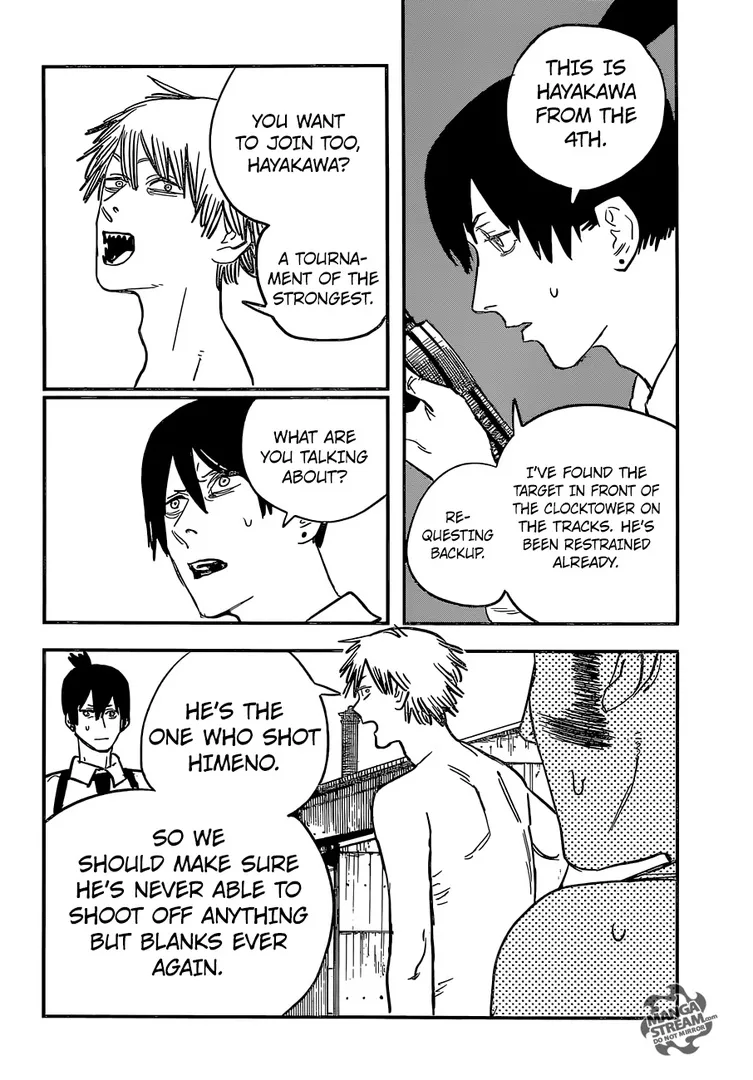 THIS IS
HAYAKAWA
FROM THE
4TH.
I'VE FOUND THE
TARGET IN FRONT OF
THE CLOCKTOWER ON
THE TRACKS. HE'S
BEEN RESTRAINED
ALREADY.
RE-
QUESTING
BACKUP.
YOU WANT
TO JOIN TOO,
HAYAKAWA?
A TOURNA-
MENT OF THE
STRONGEST.
WHAT ARE
YOU TALKING
ABOUT?
HE'S THE
ONE WHO SHOT
HIMENO.
SO WE
SHOULD MAKE SURE
HE'S NEVER ABLE TO
SHOOT OFF ANYTHING
BUT BLANKS EVER
AGAIN.
MANGA
STREAM.com
DO NOT MIRROR